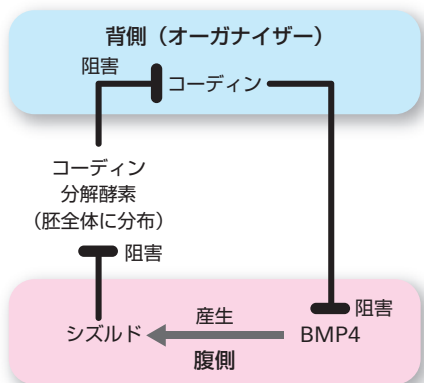 背側（オーガナイザー）
阻害
コーディン
コーディン
分解酵素
（胚全体に分布）
阻害
阻害
産生
シズルド
BMP4
腹側